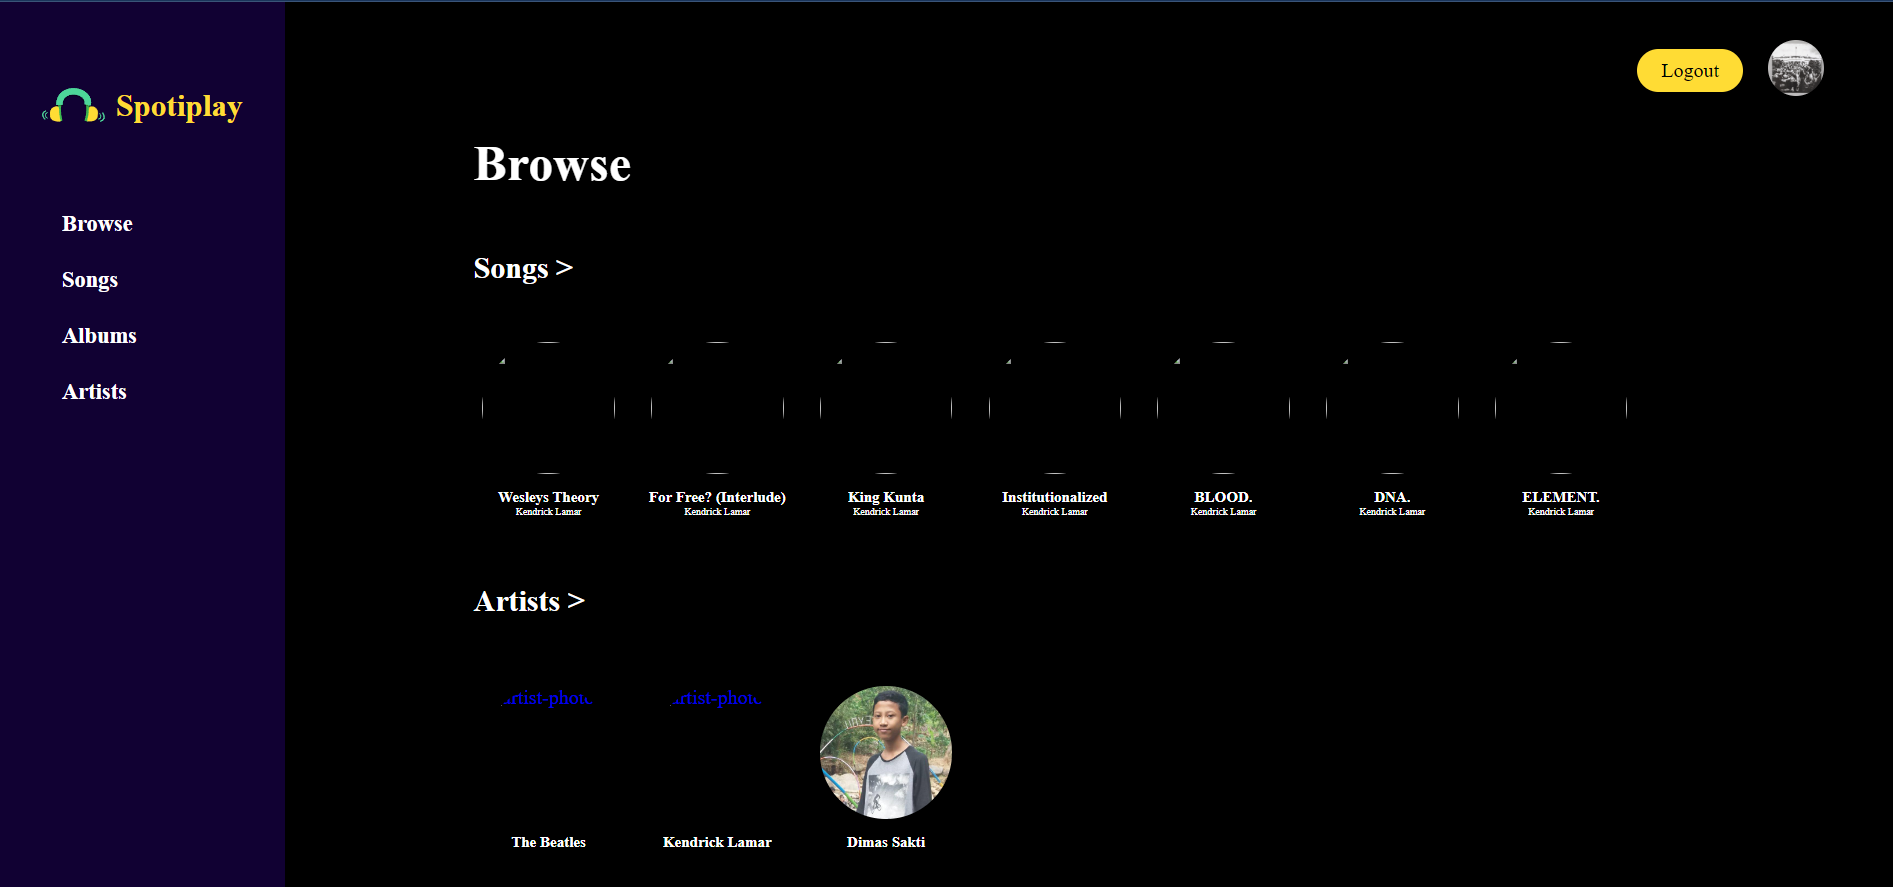 Spotiplay
Logout
Browse
Songs
Albums
Artists
Browse
Songs >
Wesleys Theory
Kendrick Lamar
For Free? (Interlude)
Kendrick Lamar
King Kunta
Kendrick Lamar
Institutionalized
Kendrick Lamar
BLOOD.
Kendrick Lamar
DNA.
Kendrick Lamar
ELEMENT.
Kendrick Lamar
Artists >
artist-photo
artist-photo
The Beatles
Kendrick Lamar
Dimas Sakti